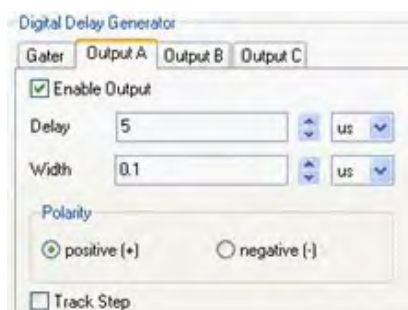 Digital Delay Generator
Gater Output A Output B Output C
Enable Output
Delay 5 us
Width 0.1 us
Polarity
positive (+) negative (-)
Track Step